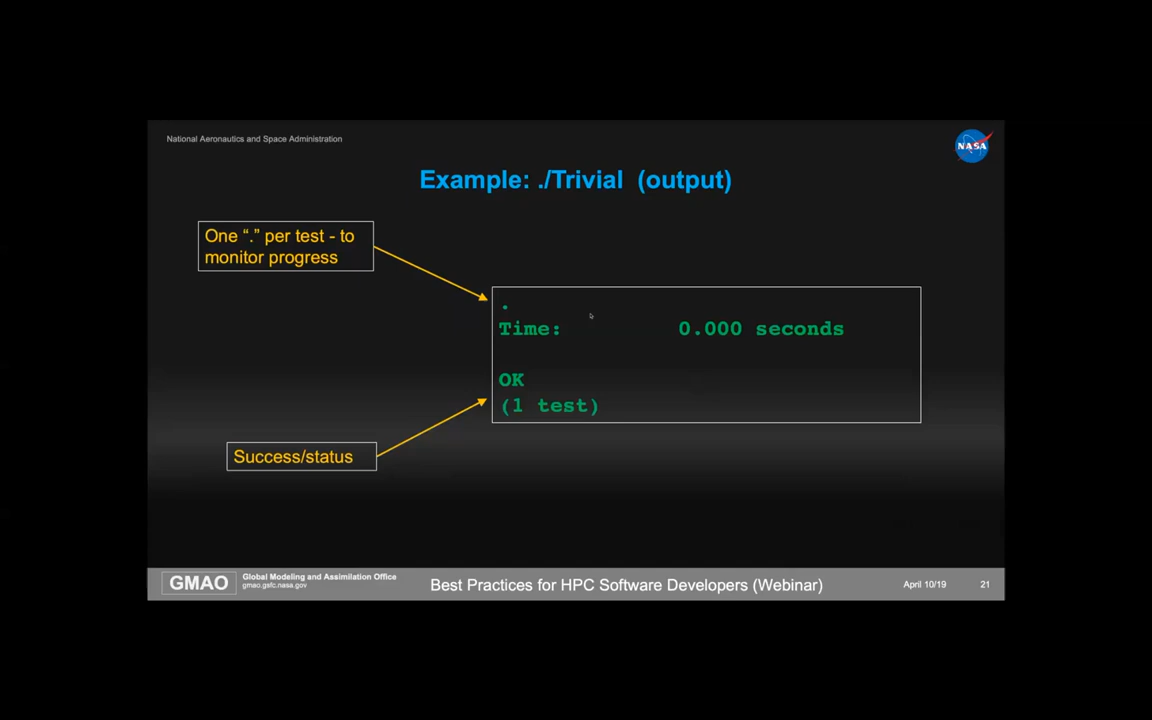 National Aeronautics and Space Administration
NASA
Example: ./Trivial (output)
One “.” per test - to
monitor progress
.
Time: 0.000 seconds
OK
(1 test)
Success/status
GMAO
Global Modeling and Assimilation Office
gmao.gsfc.nasa.gov
Best Practices for HPC Software Developers (Webinar)
April 10/19
21